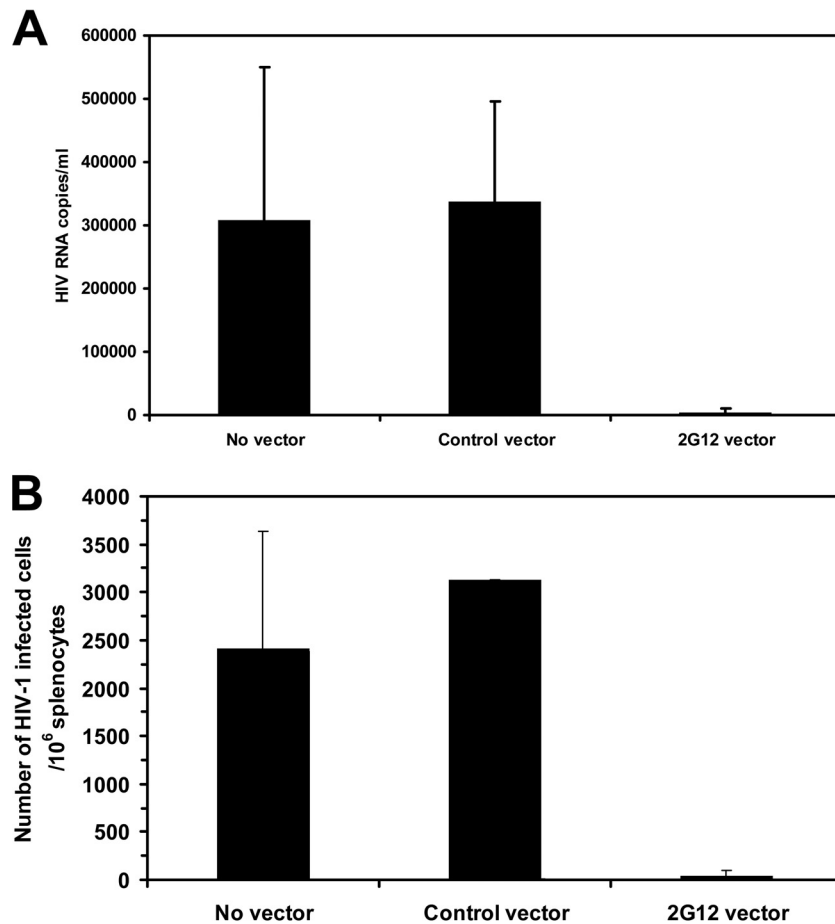 A
600000
500000
400000
300000
200000
100000
0
HIV RNA copies/ml
No vector
Control vector
2G12 vector
B
4000
3500
3000
2500
2000
1500
1000
500
0
Number of HIV-1 infected cells
/10⁶ splenocytes
No vector
Control vector
2G12 vector